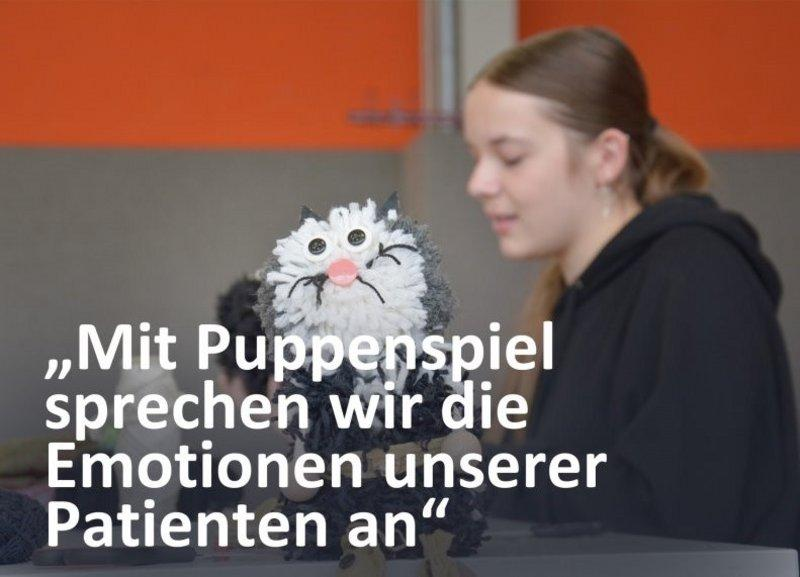 „Mit Puppenspiel
sprechen wir die
Emotionen unserer
Patienten an“